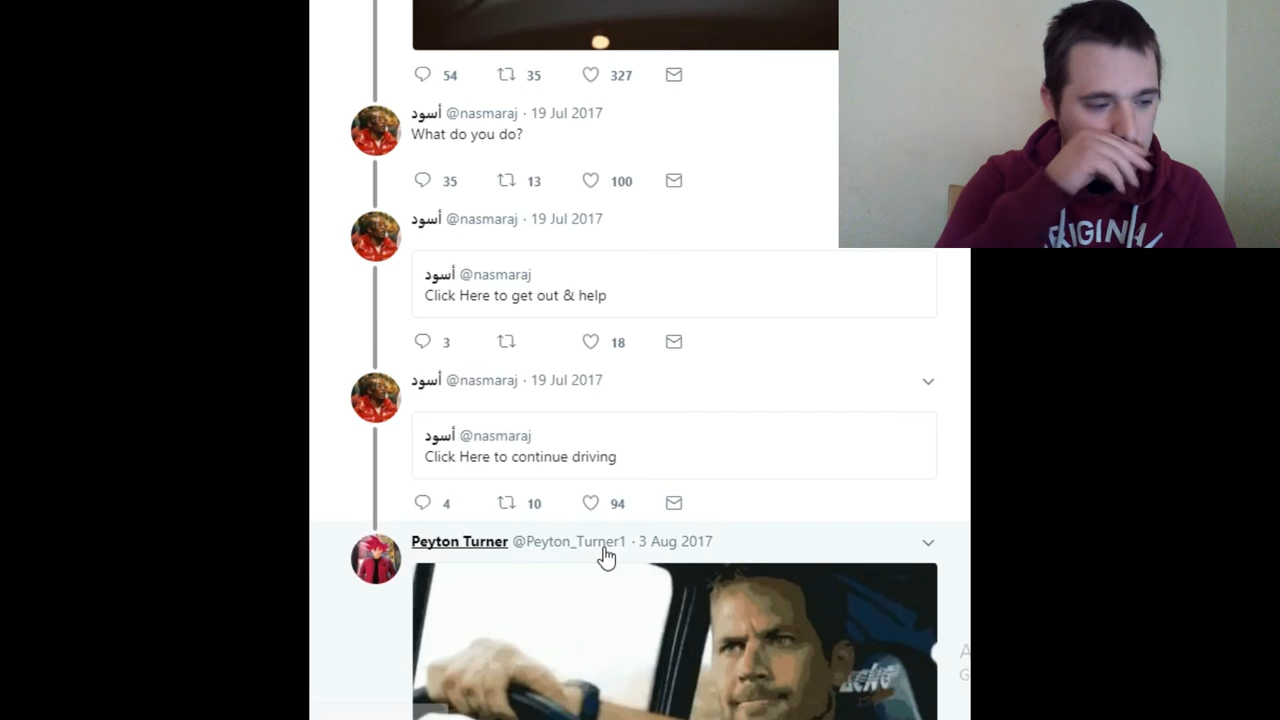 54 35 327
أسود @nasmaraj · 19 Jul 2017
What do you do?
35 13 100
أسود @nasmaraj · 19 Jul 2017
أسود @nasmaraj
Click Here to get out & help
3 18
أسود @nasmaraj · 19 Jul 2017
أسود @nasmaraj
Click Here to continue driving
4 10 94
Peyton Turner @Peyton_Turner1 · 3 Aug 2017